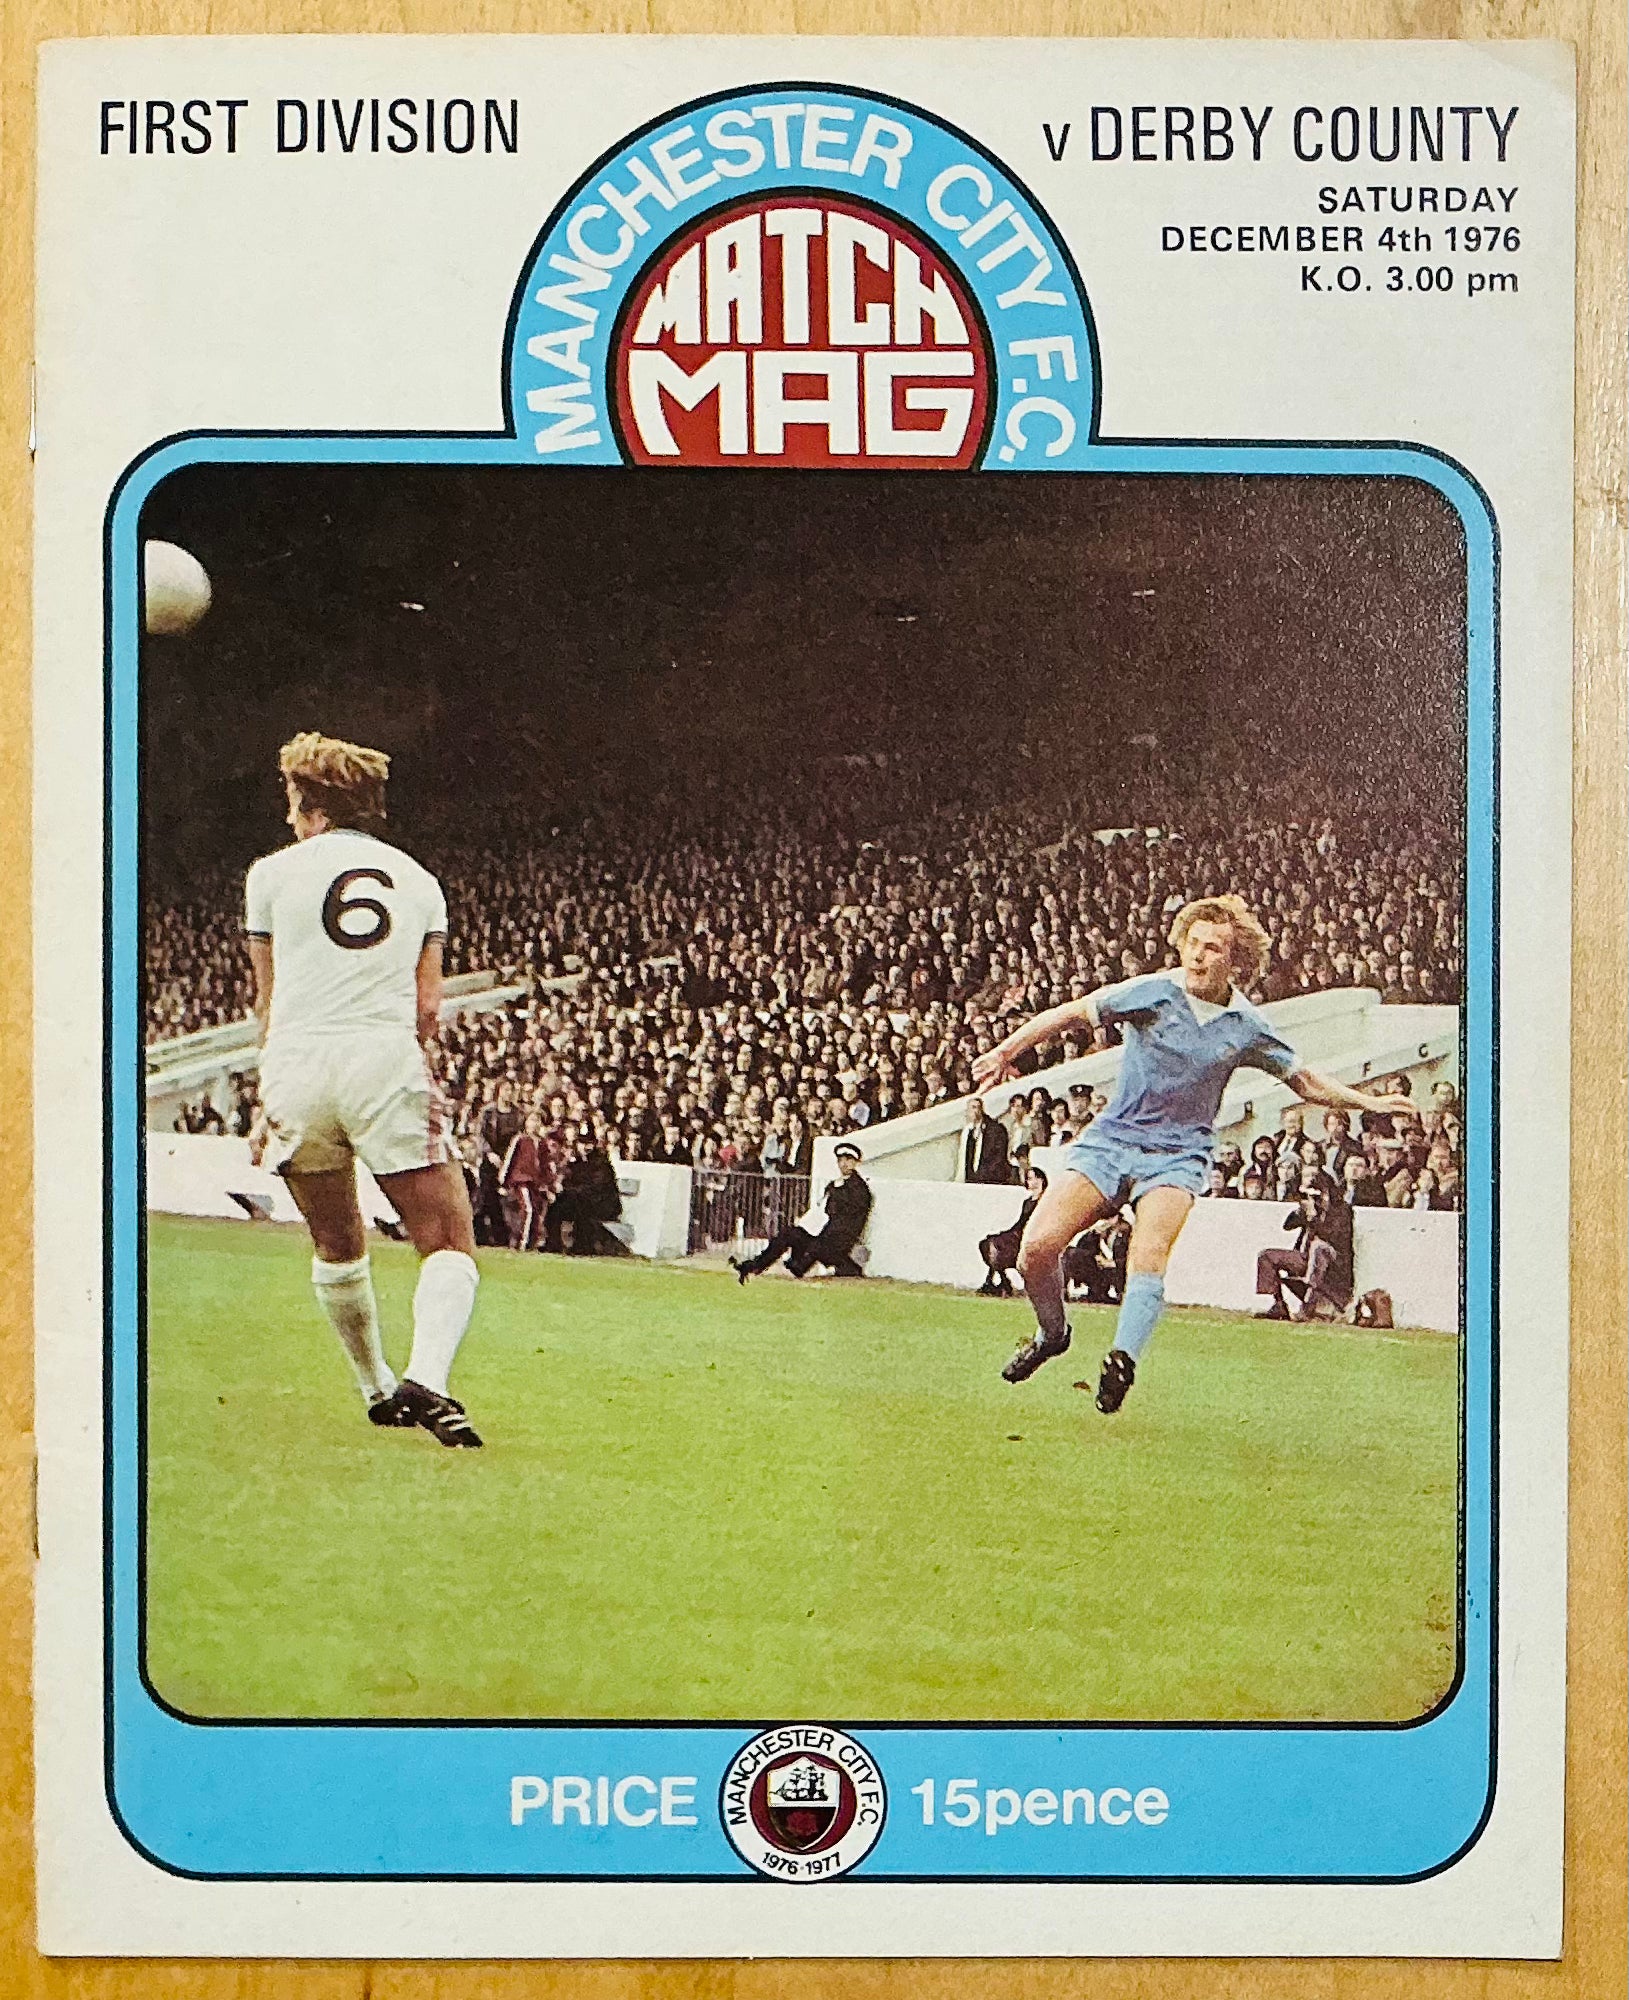 FIRST DIVISION
MANCHESTER CITY F.C.
MATCH
MAG
v DERBY COUNTY
SATURDAY
DECEMBER 4th 1976
K.O. 3.00 pm
6
F
C
PRICE
MANCHESTER CITY F.C.
1976-1977
15pence